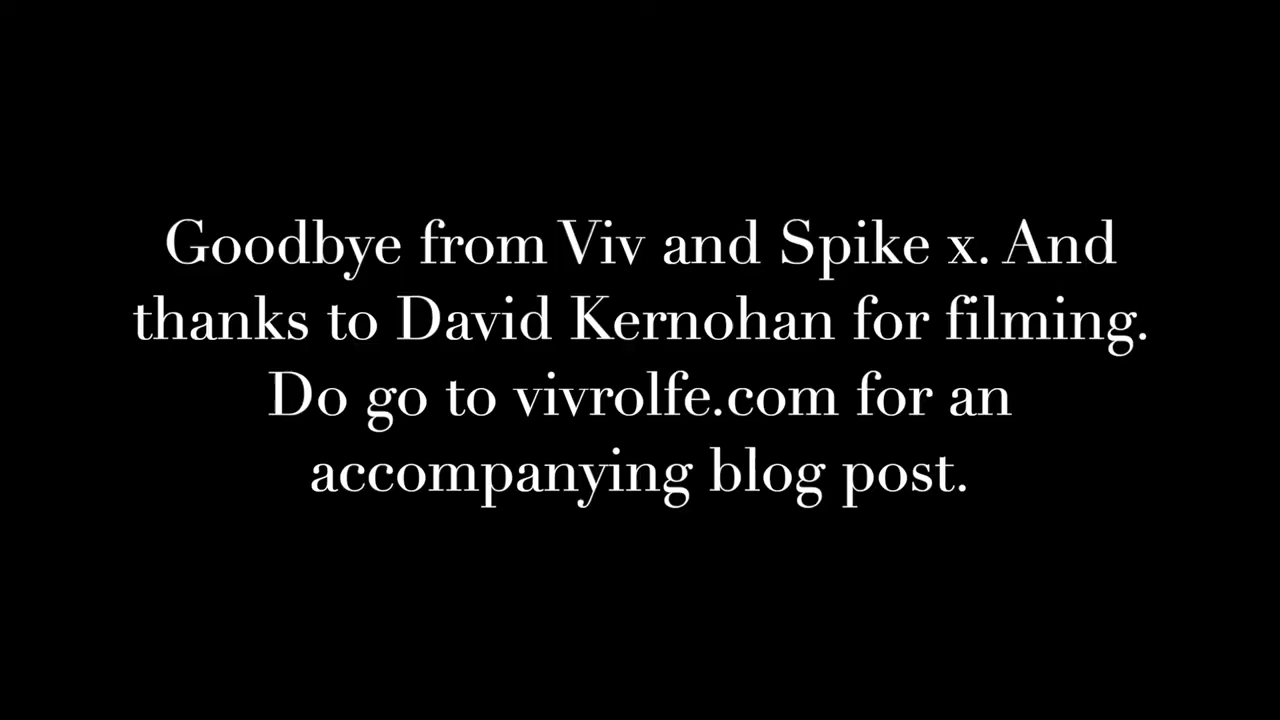 Goodbye from Viv and Spike x. And
thanks to David Kernohan for filming.
Do go to vivrolfe.com for an
accompanying blog post.